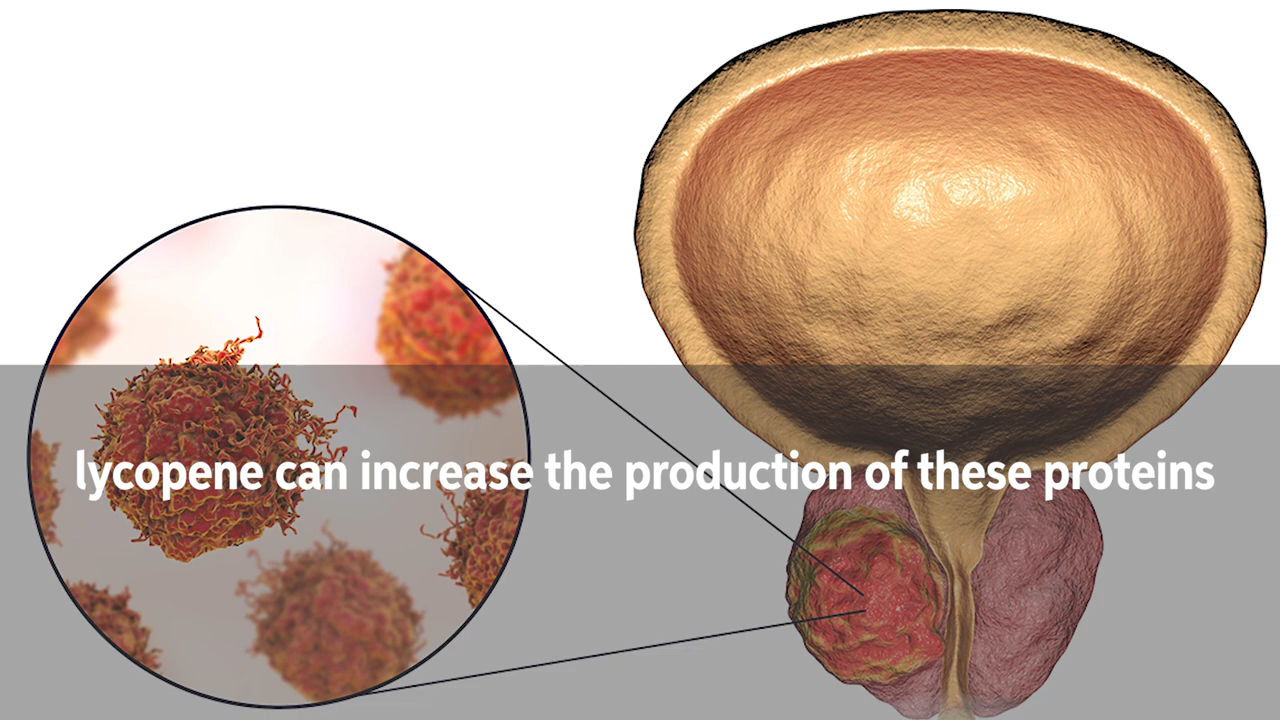 lycopene can increase the production of these proteins